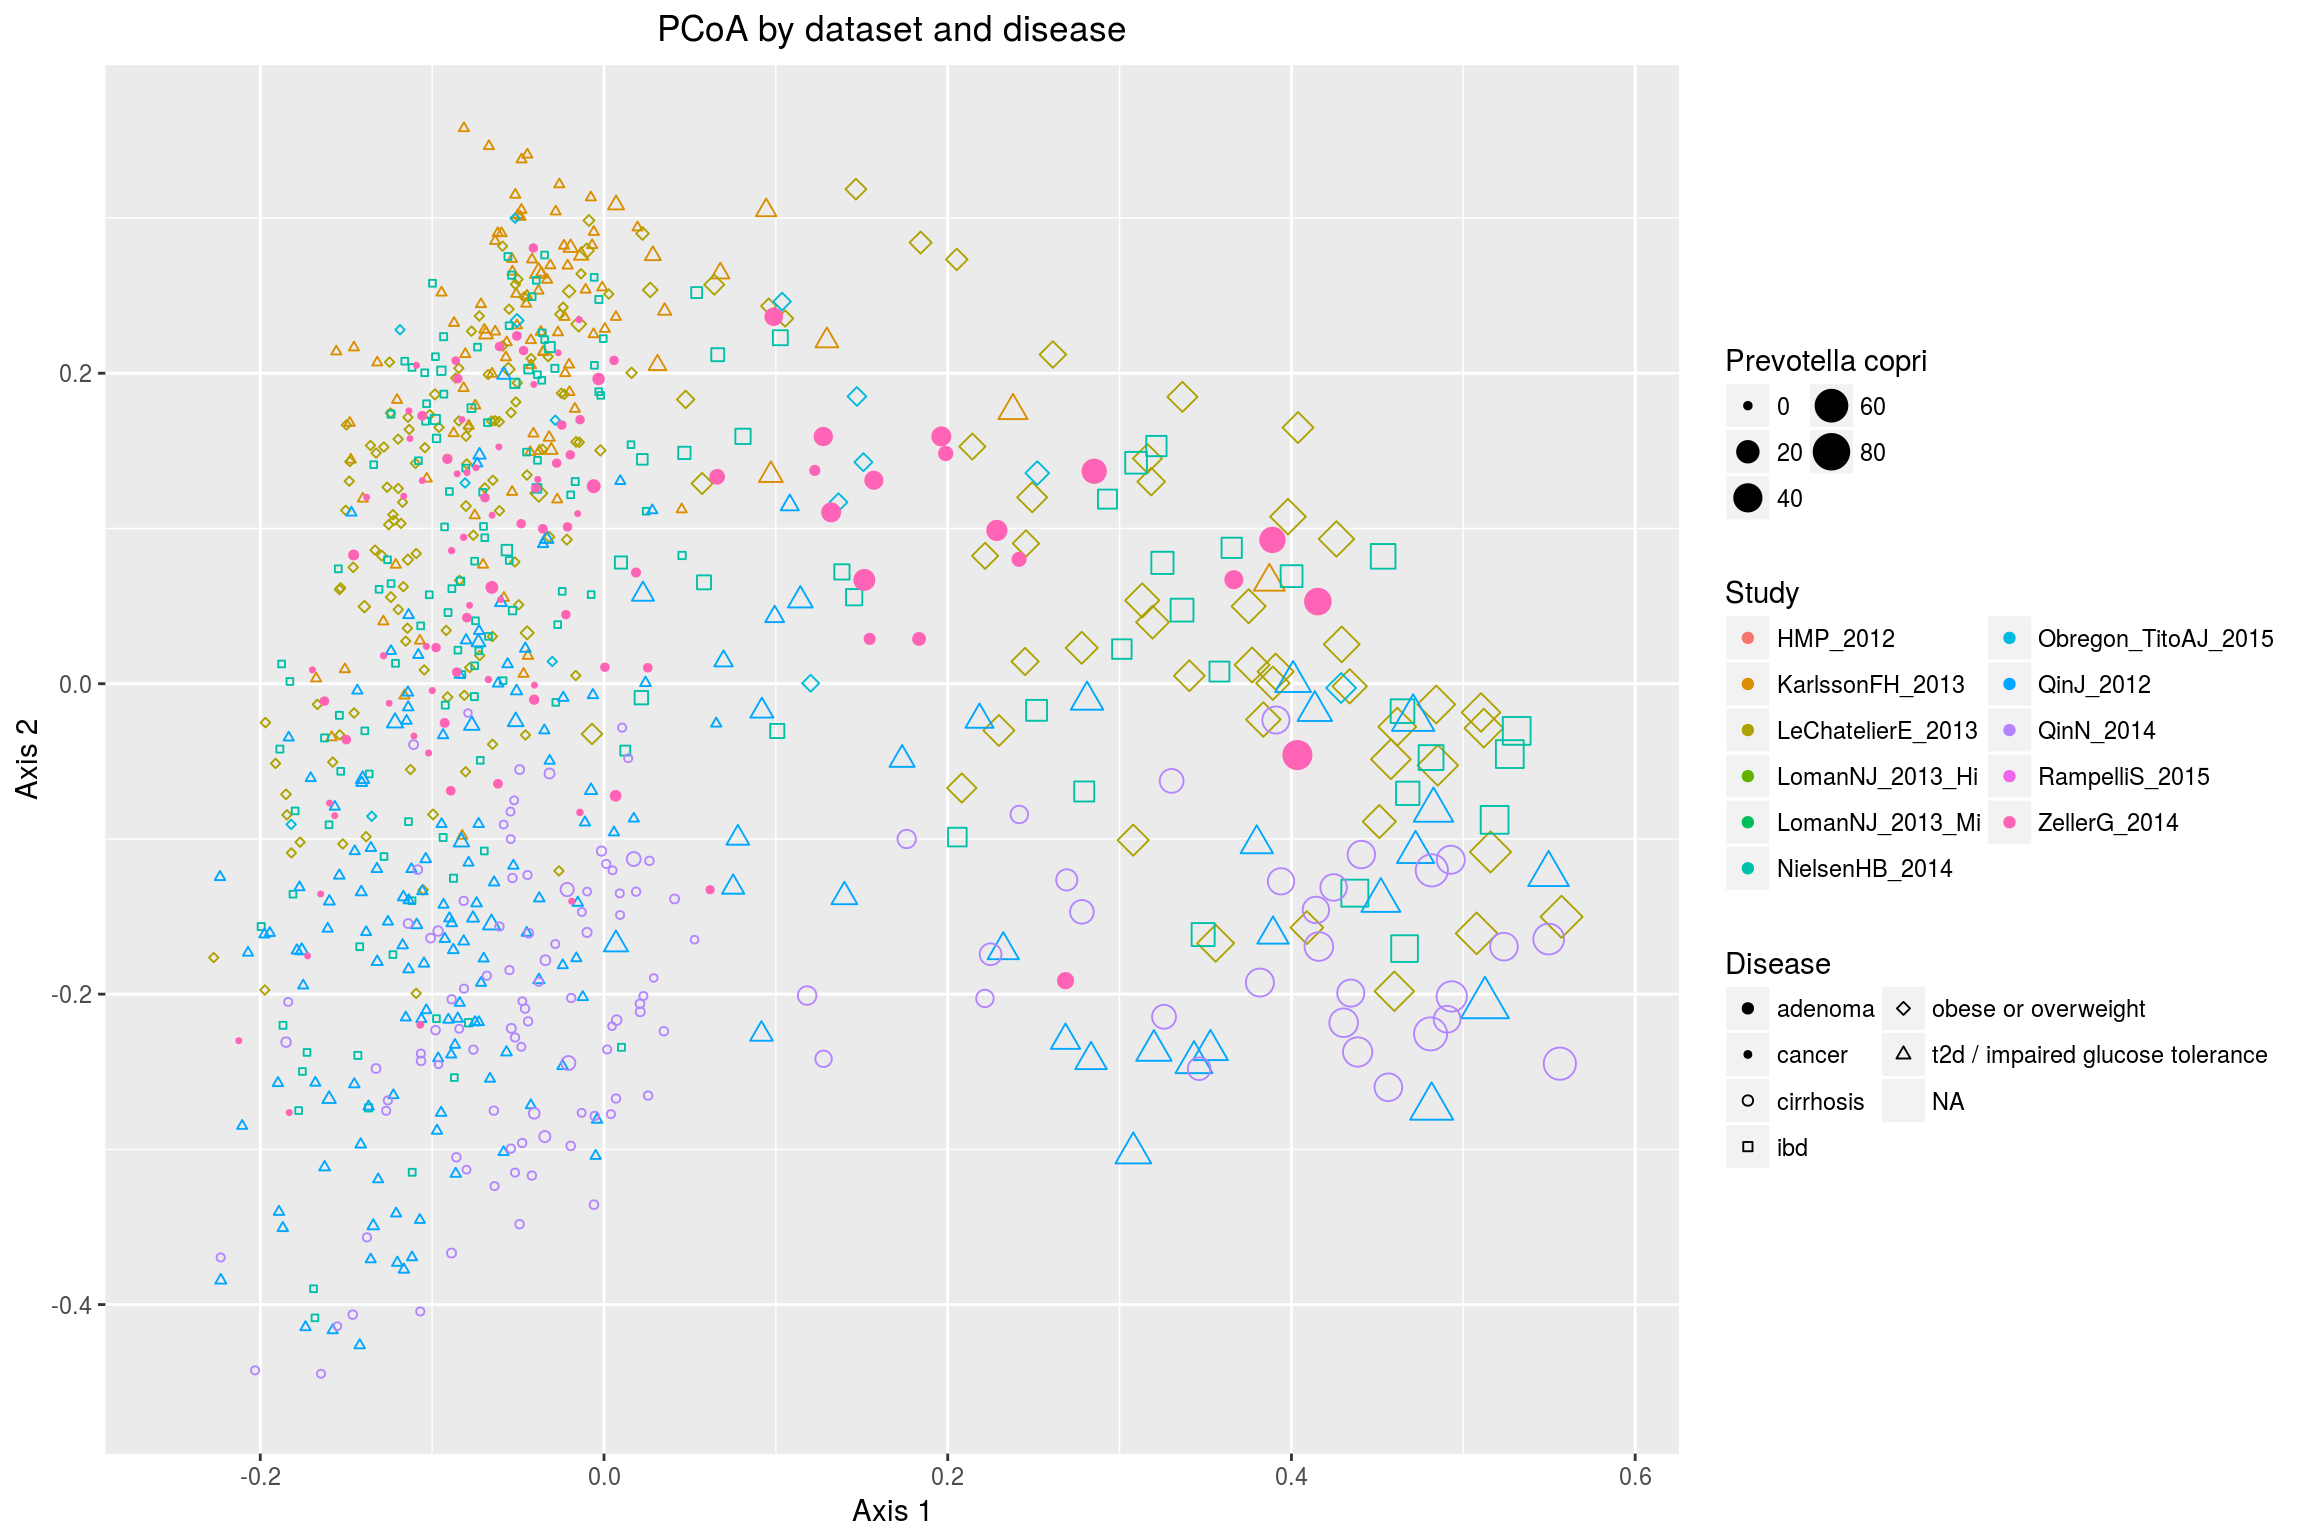 PCoA by dataset and disease
Axis 2
0.2
0.0
-0.2
-0.4
-0.2
0.0
0.2
0.4
0.6
Axis 1
Prevotella copri
0
60
20
80
40
Study
HMP_2012
Obregon_TitoAJ_2015
KarlssonFH_2013
QinJ_2012
LeChatelierE_2013
QinN_2014
LomanNJ_2013_Hi
RampelliS_2015
LomanNJ_2013_Mi
ZellerG_2014
NielsenHB_2014
Disease
adenoma
obese or overweight
cancer
t2d / impaired glucose tolerance
cirrhosis
NA
ibd